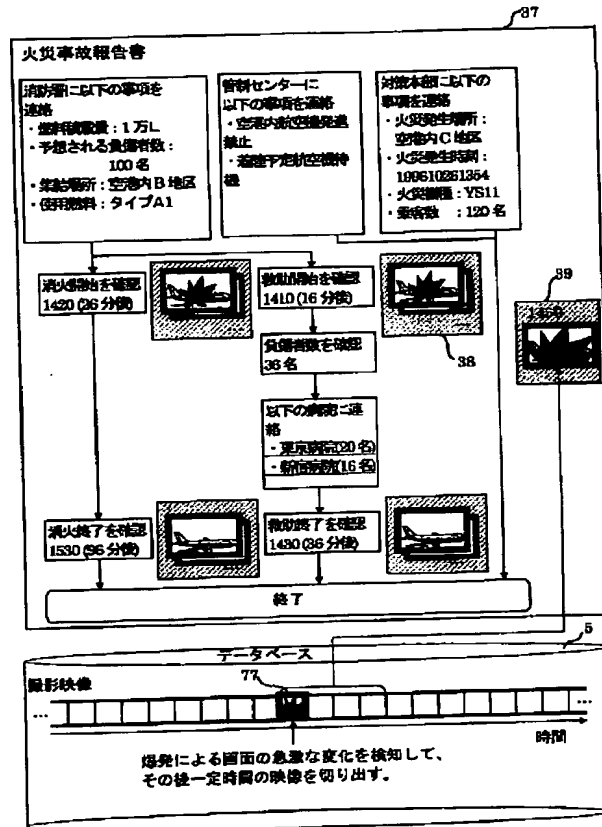 37
火災事故報告書
消防署に以下の事項を
連絡
・燃料積載量：1万L
・予想される負傷者数：
100名
・集結場所：空港内B地区
・使用燃料：タイプA1
管制センターに
以下の事項を連絡
・空港内航空機発進
禁止
・着陸予定航空機待
機
対策本部に以下の
事項を連絡
・火災発生場所：
空港内C地区
・火災発生時刻：
199610261354
・火災機種：YS11
・乗客数：120名
消火開始を確認
1420(26分後)
救助開始を確認
1410(16分後)
38
39
負傷者数を確認
36名
以下の病院に連
絡
・東京病院(20名)
・新宿病院(16名)
消火終了を確認
1530(96分後)
救助終了を確認
1430(36分後)
終了
5
データベース
撮影映像
77
…
…
時間
爆発による画面の急激な変化を検知して、
その後一定時間の映像を切り出す。